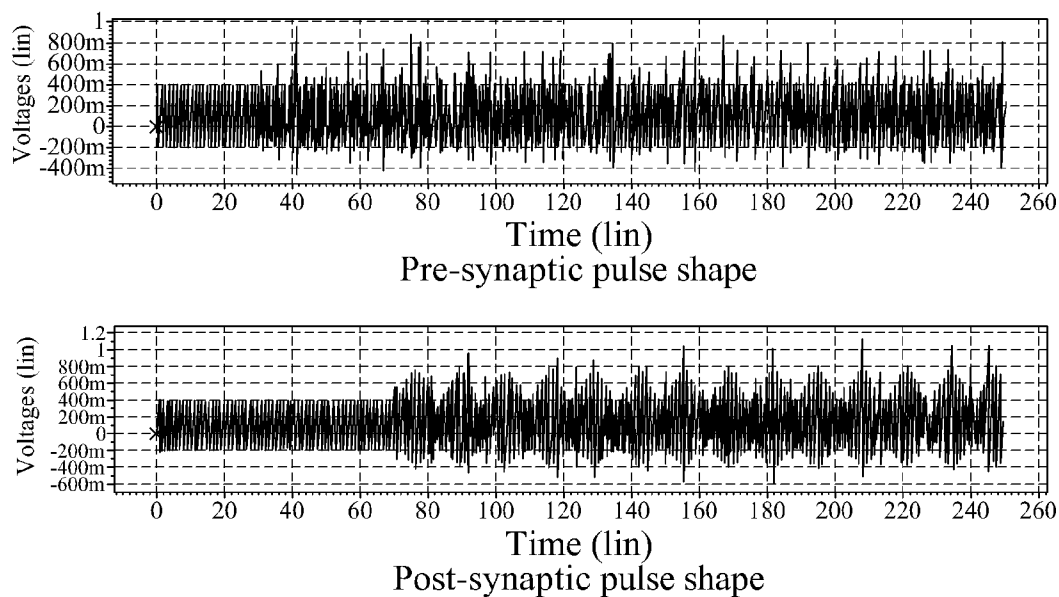 1
800m
600m
400m
200m
0
-200m
-400m
Voltages (lin)
0 20 40 60 80 100 120 140 160 180 200 220 240 260
Time (lin)
Pre-synaptic pulse shape
1.2
1
800m
600m
400m
200m
0
-200m
-400m
-600m
Voltages (lin)
0 20 40 60 80 100 120 140 160 180 200 220 240 260
Time (lin)
Post-synaptic pulse shape